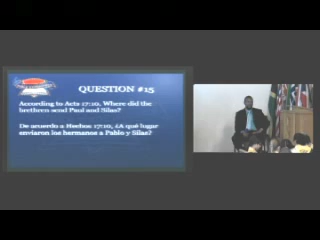 QUESTION #15
According to Acts 17:10, Where did the
brethren send Paul and Silas?
De acuerdo a Hechos 17:10, ¿A qué lugar
enviaron los hermanos a Pablo y Silas?